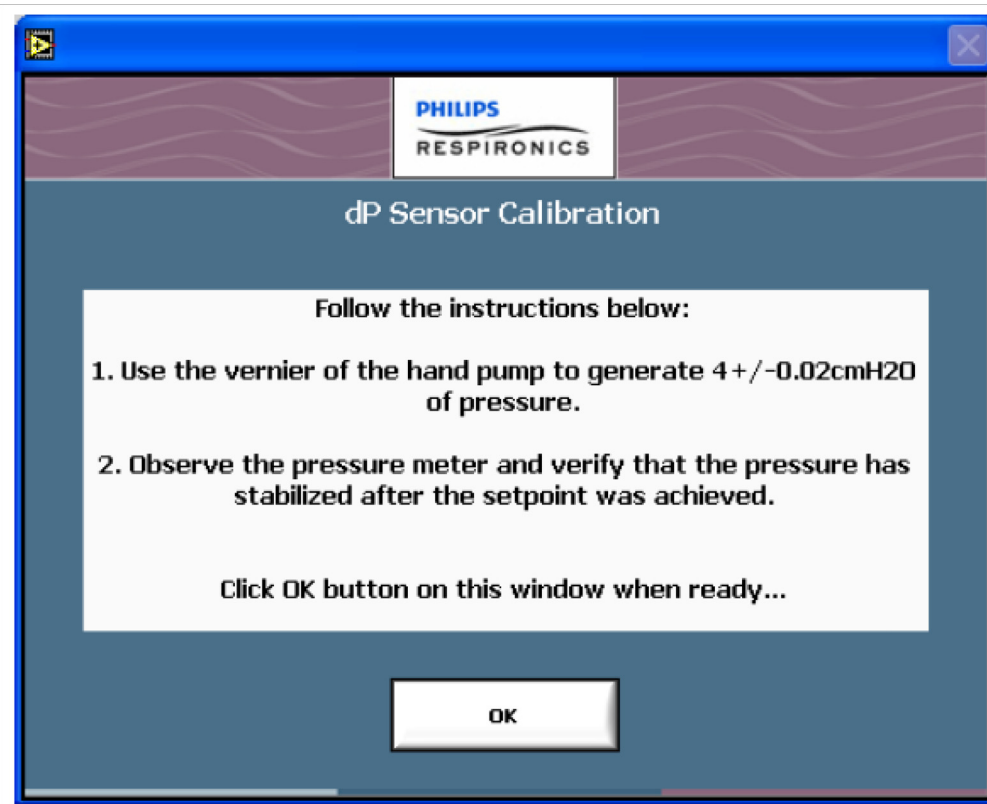 PHILIPS
RESPIRONICS
dP Sensor Calibration
Follow the instructions below:
1. Use the vernier of the hand pump to generate 4+/-0.02cmH2O
of pressure.
2. Observe the pressure meter and verify that the pressure has
stabilized after the setpoint was achieved.
Click OK button on this window when ready...
OK